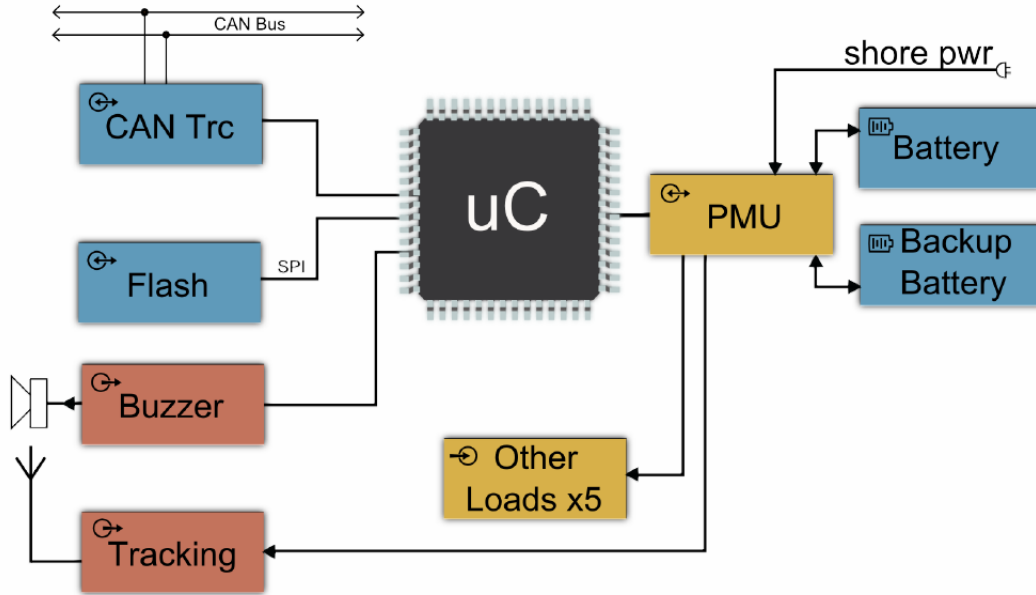 CAN Bus
shore pwr
CAN Trc
uC
Battery
PMU
Backup
Battery
Flash
SPI
Buzzer
Other
Loads x5
Tracking